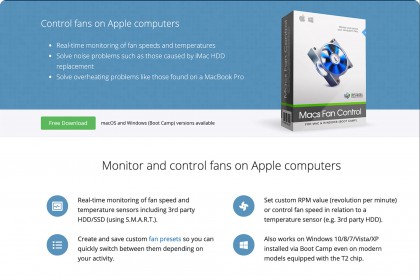 Control fans on Apple computers
Real-time monitoring of fan speeds and temperatures
Solve noise problems such as those caused by iMac HDD
replacement
Solve overheating problems like those found on a MacBook Pro
Macs Fan Control
FOR MAC & WINDOWS (BOOT CAMP)
Free Download
macOS and Windows (Boot Camp) versions available
Monitor and control fans on Apple computers
Real-time monitoring of fan speed and
temperature sensors including 3rd party
HDD/SSD (using S.M.A.R.T.).
Set custom RPM value (revolution per minute)
or control fan speed in relation to a
temperature sensor (e.g. 3rd party HDD).
Create and save custom fan presets so you can
quickly switch between them depending on
your activity.
Also works on Windows 10/8/7/Vista/XP
installed via Boot Camp even on modern
models equipped with the T2 chip.